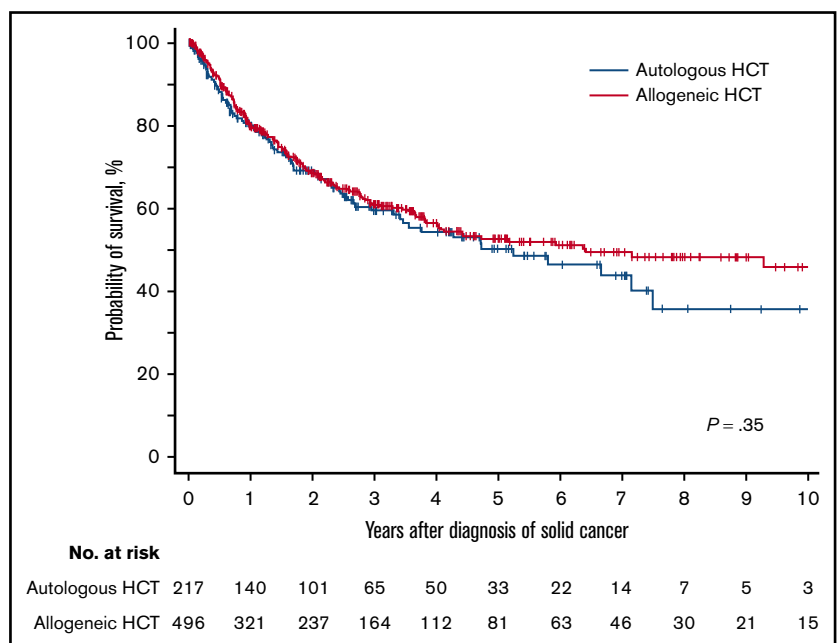 100
80
60
40
20
0
Probability of survival, %
Autologous HCT
Allogeneic HCT
P = .35
0 1 2 3 4 5 6 7 8 9 10
Years after diagnosis of solid cancer
No. at risk
Autologous HCT 217 140 101 65 50 33 22 14 7 5 3
Allogeneic HCT 496 321 237 164 112 81 63 46 30 21 15